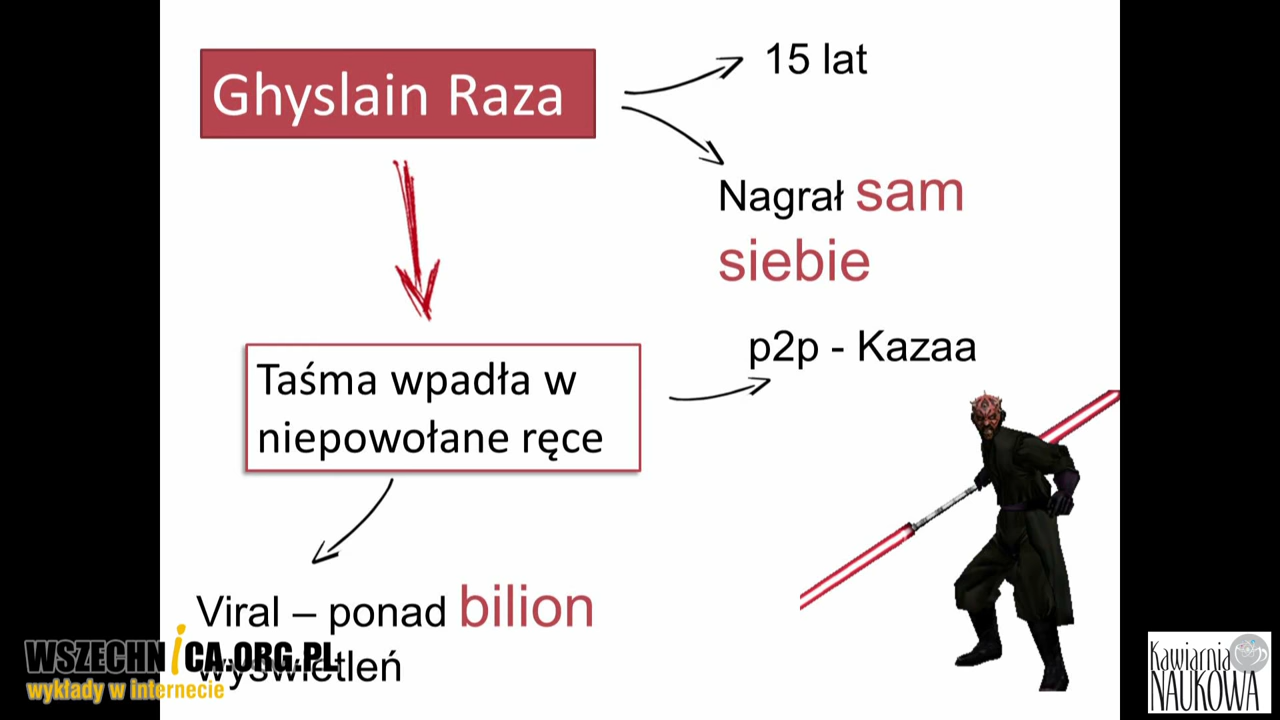 Ghyslain Raza
15 lat
Nagrał sam
siebie
p2p - Kazaa
Taśma wpadła w
niepowołane ręce
Viral – ponad bilion
wyświetleń
WSZECHNICA.ORG.PL
wykłady w internecie
Kawiarnia
NAUKOWA